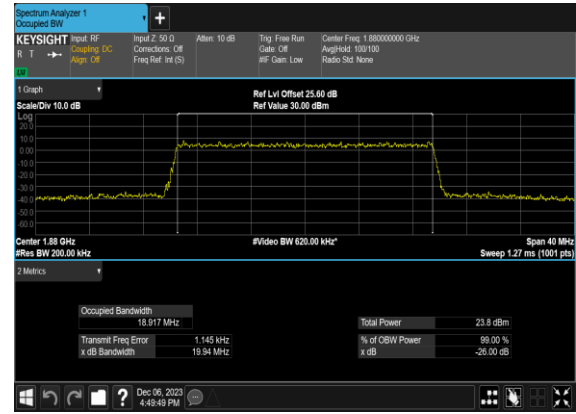 Spectrum Analyzer 1
Occupied BW
+
KEYSIGHT Input: RF Input Z: 50 Ω Atten: 10 dB Trig: Free Run Center Freq: 1.880000000 GHz
R T Coupling: DC Corrections: Off Gate: Off Avg|Hold: 100/100
Align: Off Freq Ref: Int (S) #IF Gain: Low Radio Std: None
1 Graph Ref Lvl Offset 25.60 dB
Scale/Div 10.0 dB Ref Value 30.00 dBm
Log
20.0
10.0
0.00
-10.0
-20.0
-30.0
-40.0
-50.0
-60.0
Center 1.88 GHz #Video BW 620.00 kHz* Span 40 MHz
#Res BW 200.00 kHz Sweep 1.27 ms (1001 pts)
2 Metrics
Occupied Bandwidth
18.917 MHz Total Power 23.8 dBm
Transmit Freq Error 1.145 kHz % of OBW Power 99.00 %
x dB Bandwidth 19.94 MHz x dB -26.00 dB
? Dec 06, 2023
4:49:49 PM